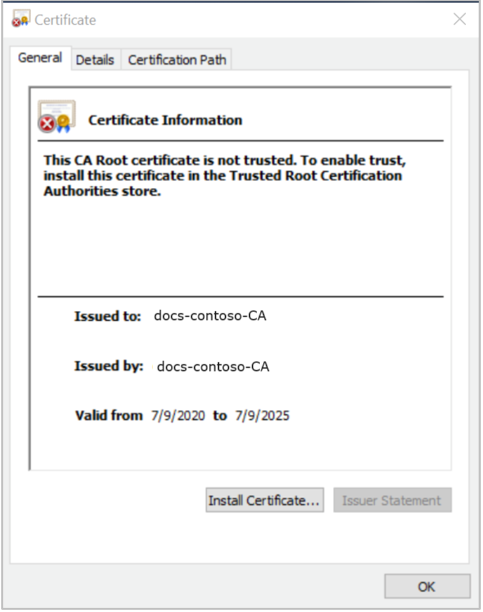 Certificate
General Details Certification Path
Certificate Information
This CA Root certificate is not trusted. To enable trust,
install this certificate in the Trusted Root Certification
Authorities store.
Issued to: docs-contoso-CA
Issued by: docs-contoso-CA
Valid from 7/9/2020 to 7/9/2025
Install Certificate... Issuer Statement
OK